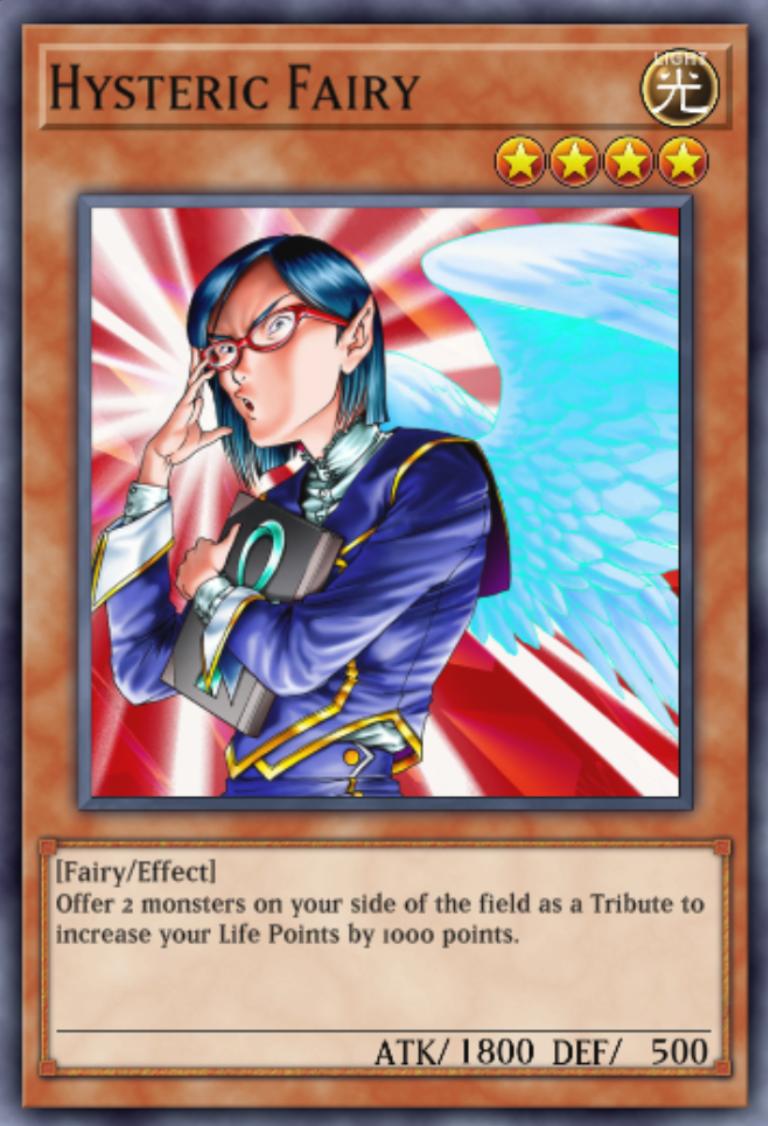 Hysteric Fairy
LIGHT
光
[Fairy/Effect]
Offer 2 monsters on your side of the field as a Tribute to
increase your Life Points by 1000 points.
ATK/ 1800 DEF/ 500